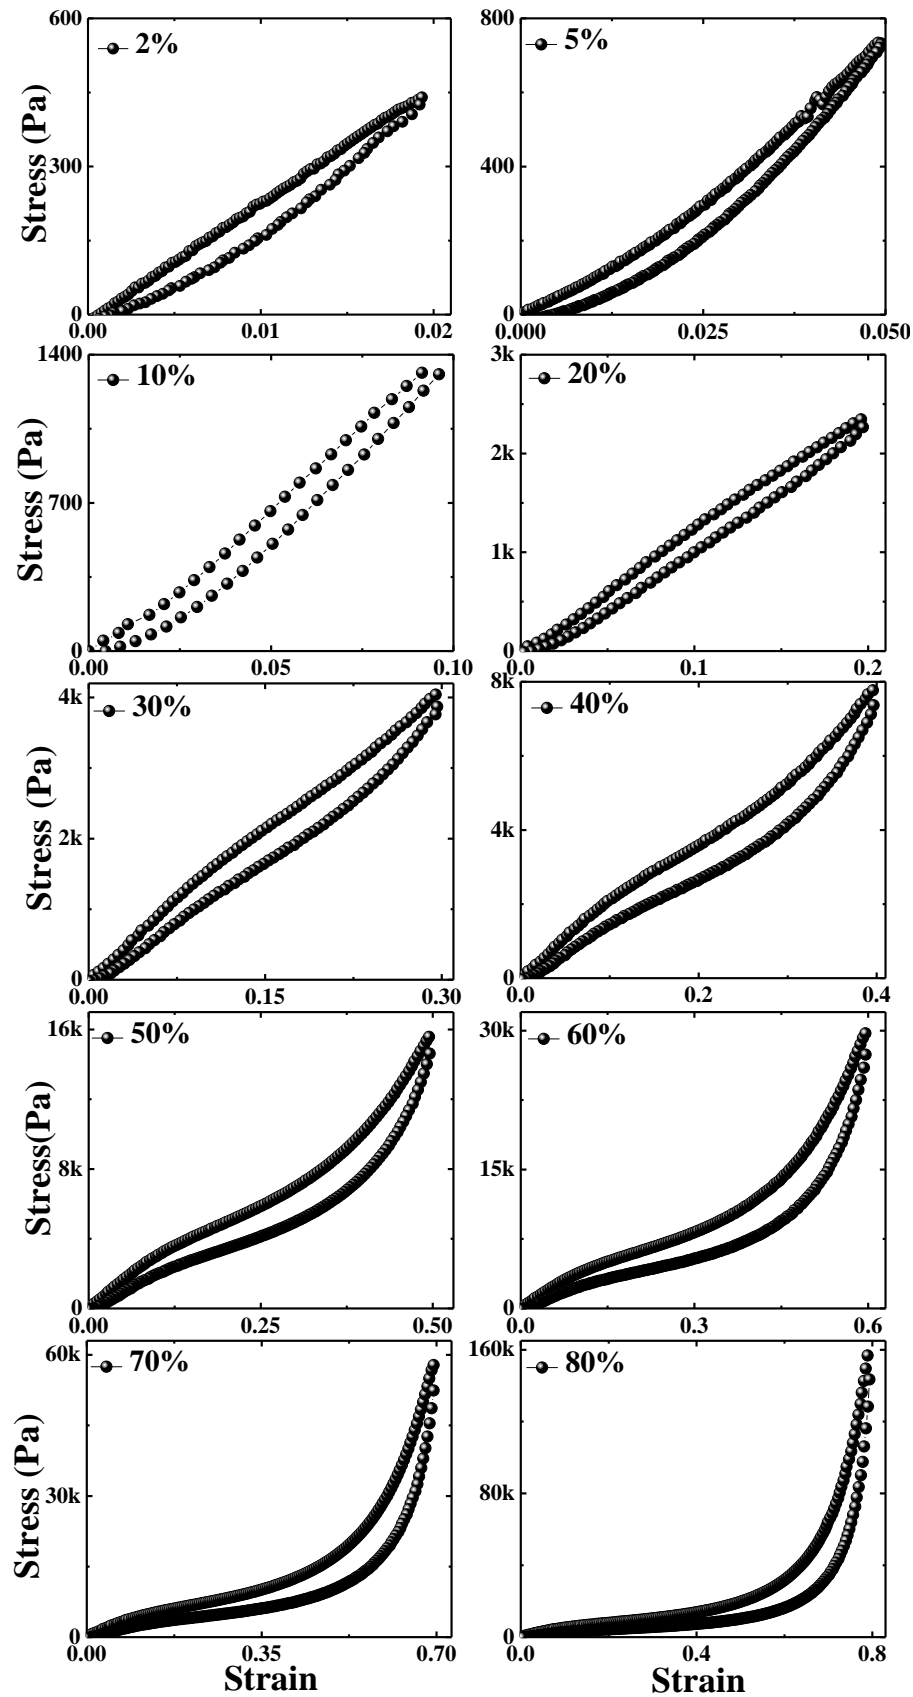 600
2%
300
0
0.00
0.01
0.02
Stress (Pa)
800
5%
400
0
0.000
0.025
0.050
1400
10%
700
0
0.00
0.05
0.10
Stress (Pa)
3k
20%
2k
1k
0
0.0
0.1
0.2
4k
30%
2k
0
0.00
0.15
0.30
Stress (Pa)
8k
40%
4k
0
0.0
0.2
0.4
16k
50%
8k
0
0.00
0.25
0.50
Stress(Pa)
30k
60%
15k
0
0.0
0.3
0.6
60k
70%
30k
0
0.00
0.35
0.70
Stress (Pa)
Strain
160k
80%
80k
0
0.0
0.4
0.8
Strain